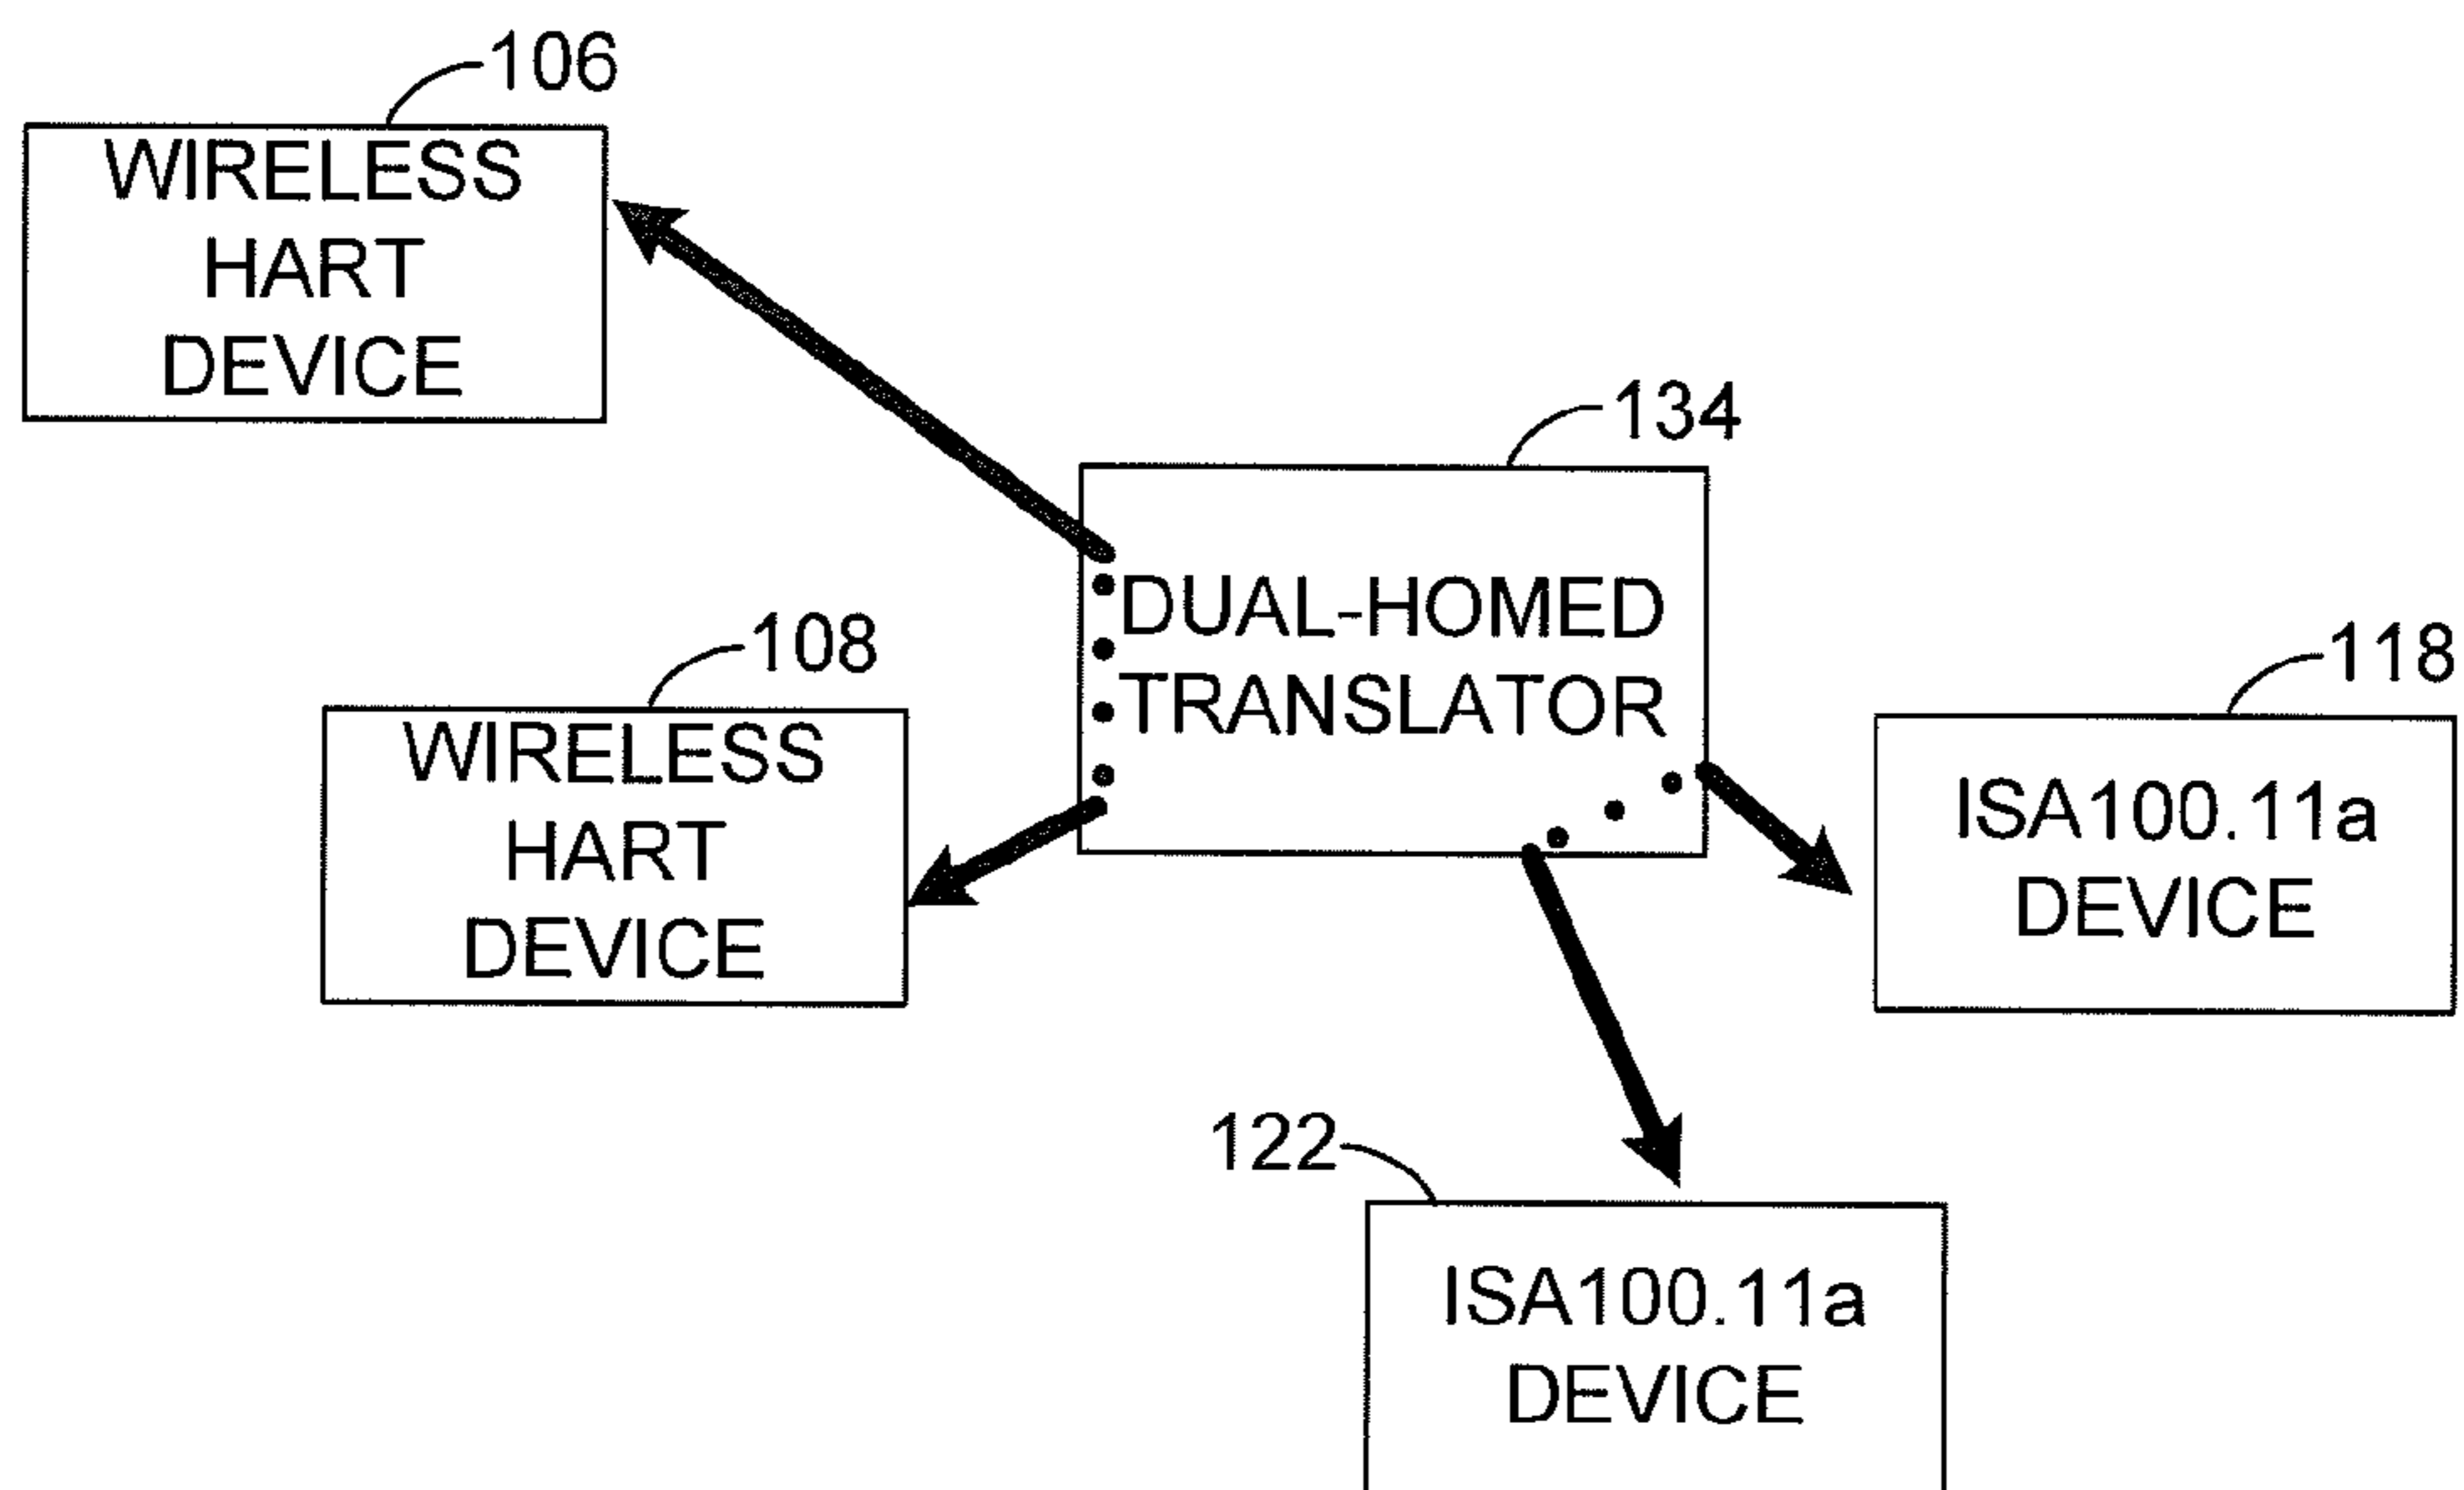 106
WIRELESS
HART
DEVICE
134
DUAL-HOMED
TRANSLATOR
108
WIRELESS
HART
DEVICE
118
ISA100.11a
DEVICE
122
ISA100.11a
DEVICE